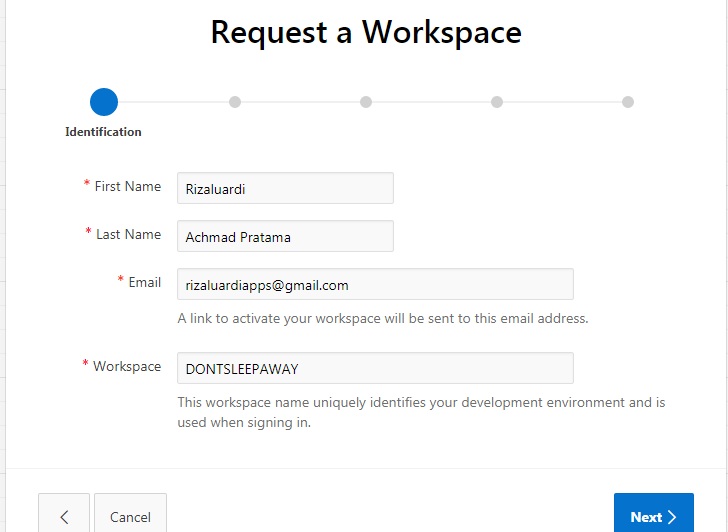 Request a Workspace
Identification
* First Name Rizaluardi
* Last Name Achmad Pratama
* Email rizaluardiapps@gmail.com
A link to activate your workspace will be sent to this email address.
* Workspace DONTSLEEPAWAY
This workspace name uniquely identifies your development environment and is
used when signing in.
Cancel Next